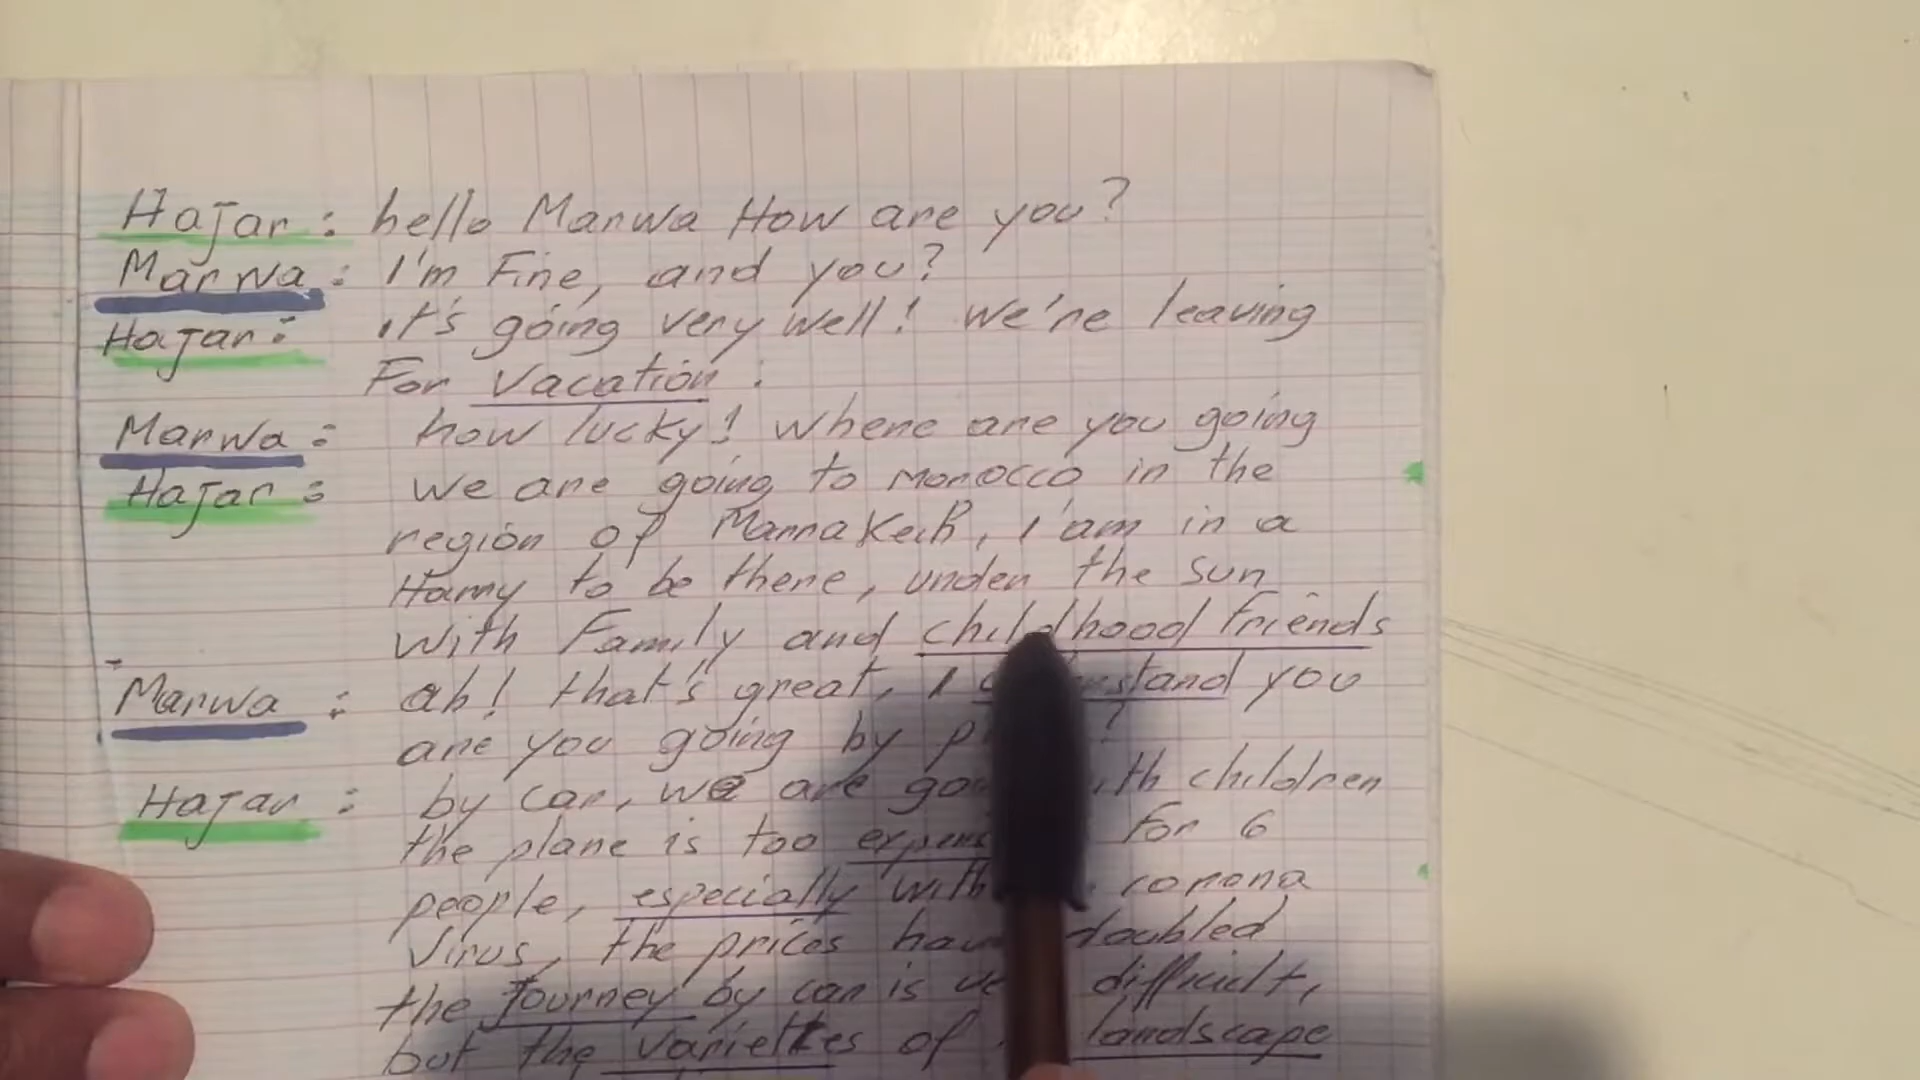 Hajar : hello Marwa How are you?
Marwa : I'm Fine, and you?
Hajar : it's going very well! We're leaving
For vacation :
Marwa : how lucky! where are you going
Hajar : we are going to Morocco in the
region of Marrakech, I'am in a
Harry to be there, under the sun
with Family and childhood friends
Marwa : ah! that's great, I you
are you going by ?
Hajar : by car, we are children
the plane is too For 6
people, especially with corona
Virus, the prices doubled
the Journey by car is difficult,
but the varieties of landscape